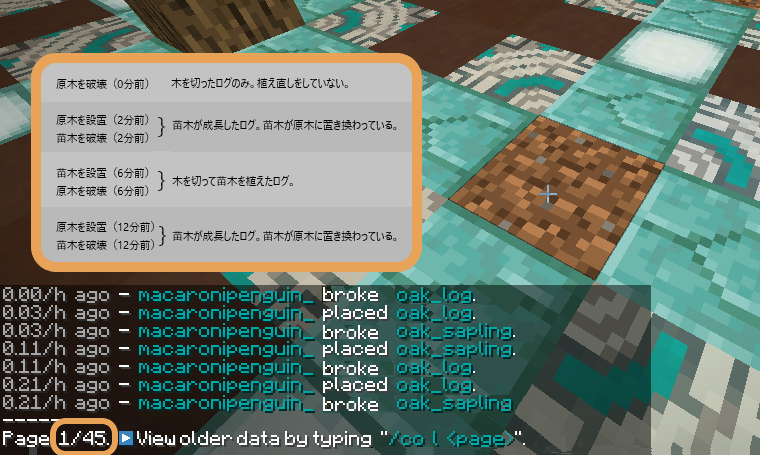 原木を破壊（0分前） 木を切ったログのみ。植え直しをしていない。
原木を設置（2分前）
苗木を破壊（2分前） } 苗木が成長したログ。苗木が原木に置き換わっている。
苗木を設置（6分前）
原木を破壊（6分前） } 木を切って苗木を植えたログ。
原木を設置（12分前）
苗木を破壊（12分前） } 苗木が成長したログ。苗木が原木に置き換わっている。
0.00/h ago - macaronipenguin_ broke oak_log.
0.03/h ago - macaronipenguin_ placed oak_log.
0.03/h ago - macaronipenguin_ broke oak_sapling.
0.11/h ago - macaronipenguin_ placed oak_sapling.
0.11/h ago - macaronipenguin_ broke oak_log.
0.21/h ago - macaronipenguin_ placed oak_log.
0.21/h ago - macaronipenguin_ broke oak_sapling
-----
Page 1/45. ▶ View older data by typing "/co l <page>".